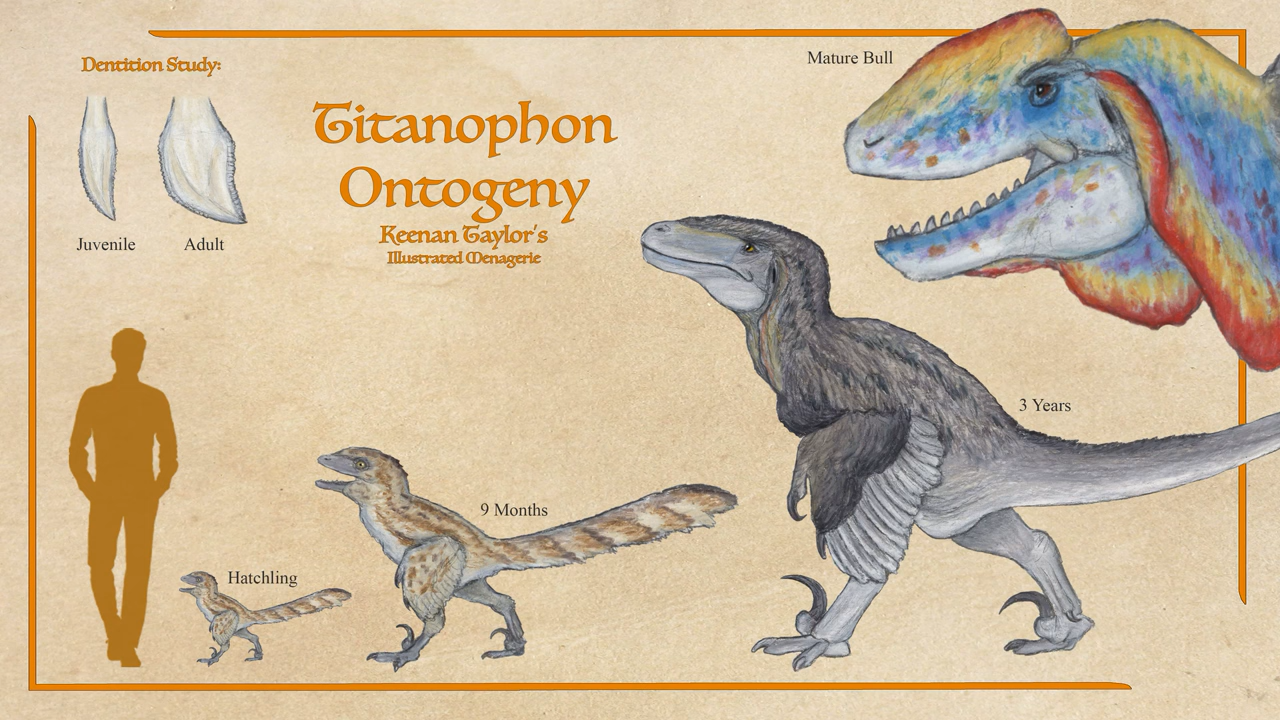 Dentition Study:
Juvenile
Adult
Titanophon
Ontogeny
Keenan Taylor's
Illustrated Menagerie
Mature Bull
3 Years
9 Months
Hatchling